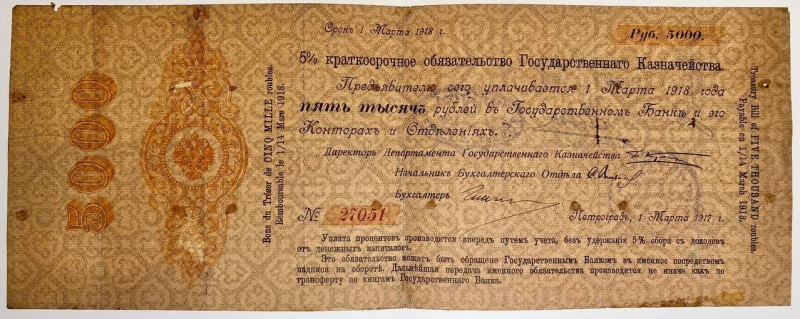 5000
Bons du Trésor de CINQ MILLE roubles.
Remboursable le 1/14 Mars 1918.
Срокъ 1 Марта 1918 г.
Руб. 5000.
5% краткосрочное обязательство Государственнаго Казначейства.
Предъявителю сего уплачивается 1 Марта 1918 года
пять тысячъ рублей въ Государственномъ Банкѣ и его
Конторахъ и Отдѣленіяхъ.
Директоръ Департамента Государственнаго Казначейства
Начальникъ Бухгалтерскаго Отдѣла
Бухгалтеръ
№ 27051
Петроградъ, 1 Марта 1917 г.
Уплата процентовъ производится впередъ путемъ учета, безъ удержанія 5% сбора съ доходовъ
отъ денежныхъ капиталовъ.
Это обязательство можетъ быть обращено Государственнымъ Банкомъ въ именное посредствомъ
надписи на оборотѣ. Дальнѣйшая передача именного обязательства производится не иначе какъ по
трансферту по книгамъ Государственнаго Банка.
Treasury Bill of FIVE THOUSAND roubles.
Payable on 1/14 March 1918.